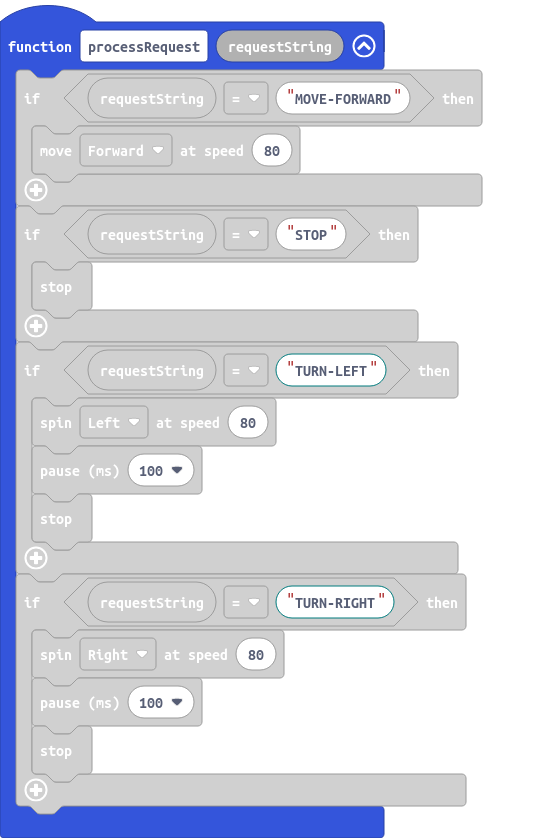 function processRequest requestString
if requestString = "MOVE-FORWARD" then
move Forward at speed 80
if requestString = "STOP" then
stop
if requestString = "TURN-LEFT" then
spin Left at speed 80
pause (ms) 100
stop
if requestString = "TURN-RIGHT" then
spin Right at speed 80
pause (ms) 100
stop